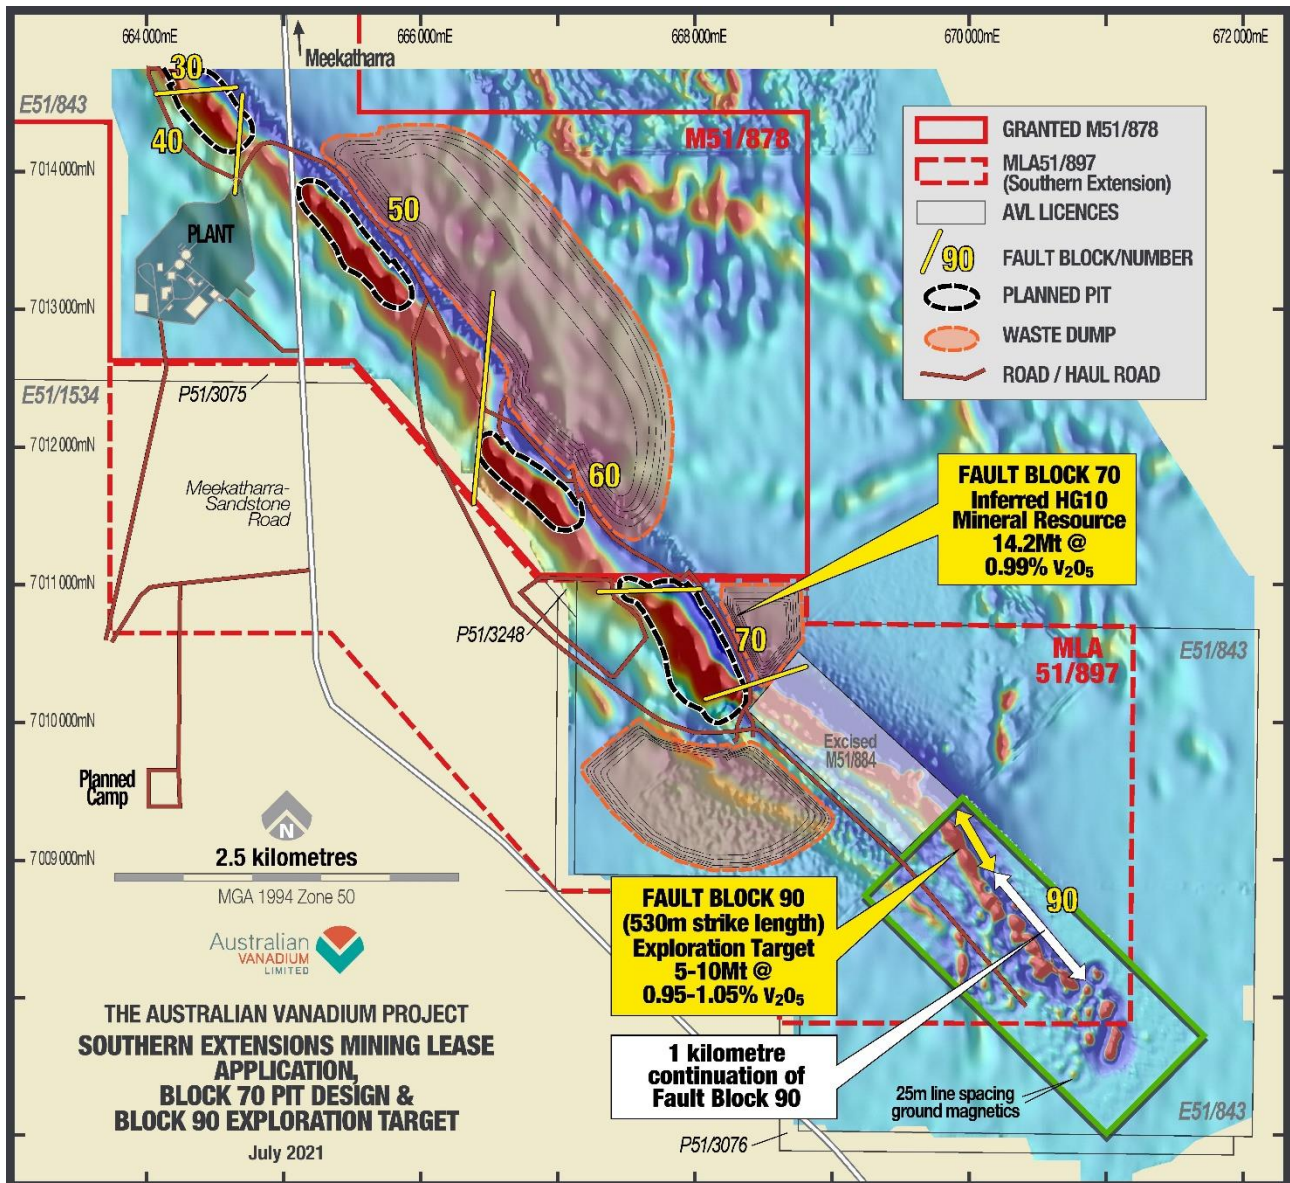 664 000mE
666 000mE
668 000mE
670 000mE
672 000mE
Meekatharra
30
E51/843
40
7 014 000mN
M51/878
50
PLANT
GRANTED M51/878
MLA51/897
(Southern Extension)
AVL LICENCES
90
FAULT BLOCK/NUMBER
PLANNED PIT
WASTE DUMP
ROAD / HAUL ROAD
7 013 000mN
E51/1534
P51/3075
7 012 000mN
Meekatharra-
Sandstone
Road
60
FAULT BLOCK 70
Inferred HG10
Mineral Resource
14.2Mt @
0.99% V₂O₅
7 011 000mN
P51/3248
70
MLA
51/897
E51/843
7 010 000mN
Excised
M51/884
Planned
Camp
N
2.5 kilometres
MGA 1994 Zone 50
7 009 000mN
FAULT BLOCK 90
(530m strike length)
Exploration Target
5-10Mt @
0.95-1.05% V₂O₅
90
Australian
VANADIUM
LIMITED
THE AUSTRALIAN VANADIUM PROJECT
SOUTHERN EXTENSIONS MINING LEASE
APPLICATION,
BLOCK 70 PIT DESIGN &
BLOCK 90 EXPLORATION TARGET
July 2021
1 kilometre
continuation of
Fault Block 90
25m line spacing
ground magnetics
E51/843
P51/3076